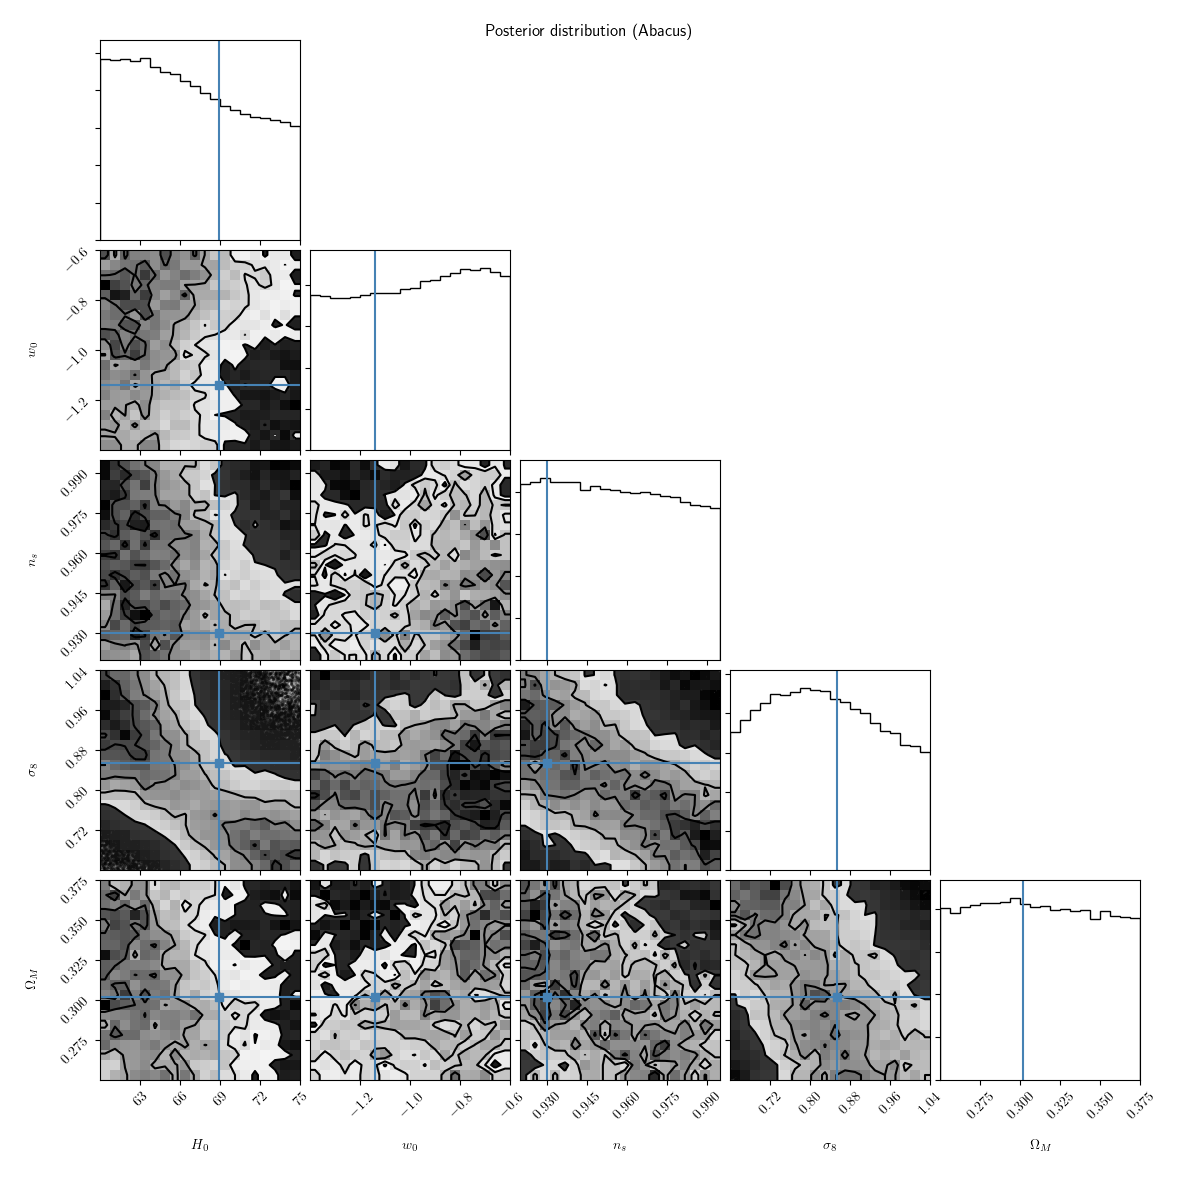 Posterior distribution (Abacus)
−0.6
−0.8
−1.0
−1.2
w₀
0.990
0.975
0.960
0.945
0.930
nₛ
1.04
0.96
0.88
0.80
0.72
σ₈
0.375
0.350
0.325
0.300
0.275
Ω_M
63 66 69 72 75
−1.2 −1.0 −0.8 −0.6
0.930 0.945 0.960 0.975 0.990
0.72 0.80 0.88 0.96 1.04
0.275 0.300 0.325 0.350 0.375
H₀ w₀ nₛ σ₈ Ω_M